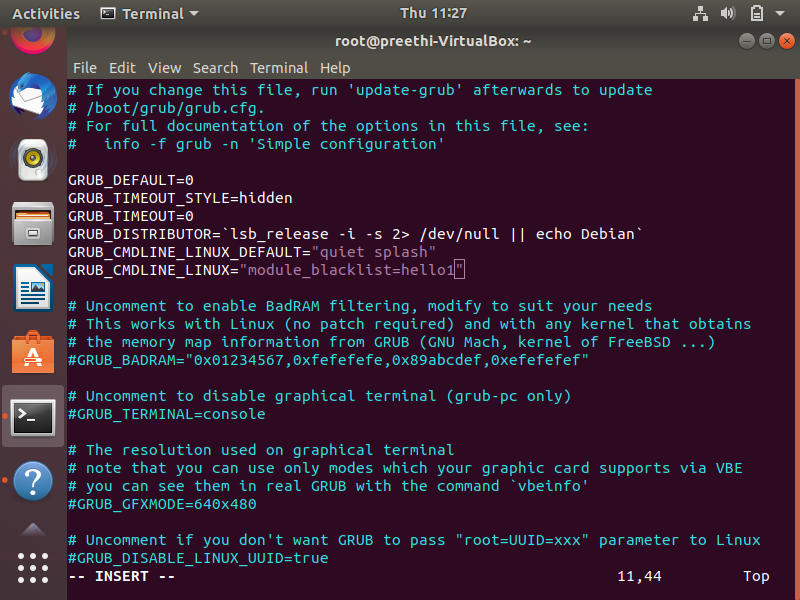 Activities Terminal Thu 11:27
root@preethi-VirtualBox: ~
File Edit View Search Terminal Help
# If you change this file, run 'update-grub' afterwards to update
# /boot/grub/grub.cfg.
# For full documentation of the options in this file, see:
#   info -f grub -n 'Simple configuration'
GRUB_DEFAULT=0
GRUB_TIMEOUT_STYLE=hidden
GRUB_TIMEOUT=0
GRUB_DISTRIBUTOR=`lsb_release -i -s 2> /dev/null || echo Debian`
GRUB_CMDLINE_LINUX_DEFAULT="quiet splash"
GRUB_CMDLINE_LINUX="module_blacklist=hello1"
# Uncomment to enable BadRAM filtering, modify to suit your needs
# This works with Linux (no patch required) and with any kernel that obtains
# the memory map information from GRUB (GNU Mach, kernel of FreeBSD ...)
#GRUB_BADRAM="0x01234567,0xfefefefe,0x89abcdef,0xefefefef"
# Uncomment to disable graphical terminal (grub-pc only)
#GRUB_TERMINAL=console
# The resolution used on graphical terminal
# note that you can use only modes which your graphic card supports via VBE
# you can see them in real GRUB with the command `vbeinfo'
#GRUB_GFXMODE=640x480
# Uncomment if you don't want GRUB to pass "root=UUID=xxx" parameter to Linux
#GRUB_DISABLE_LINUX_UUID=true
-- INSERT -- 11,44 Top